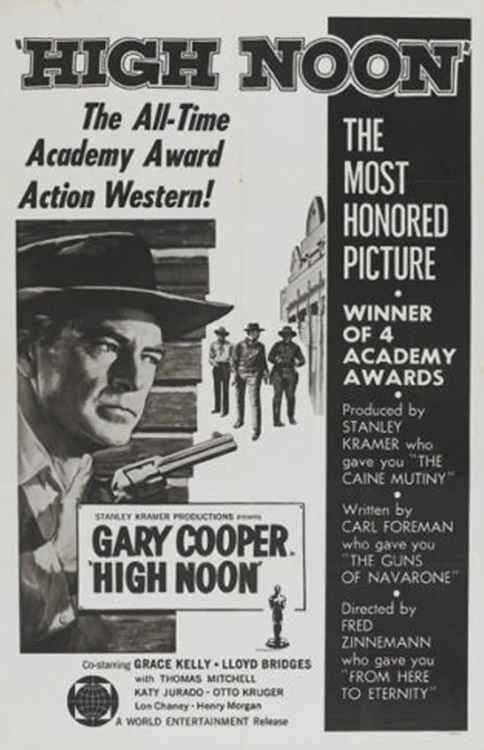 'HIGH NOON'
The All-Time
Academy Award
Action Western!
THE
MOST
HONORED
PICTURE
•
WINNER
OF 4
ACADEMY
AWARDS
•
Produced by
STANLEY
KRAMER who
gave you "THE
CAINE MUTINY"
•
Written by
CARL FOREMAN
who gave you
"THE GUNS
OF NAVARONE"
•
Directed by
FRED
ZINNEMANN
who gave you
"FROM HERE
TO ETERNITY"
STANLEY KRAMER PRODUCTIONS presents
GARY COOPER in
'HIGH NOON'
Co-starring GRACE KELLY • LLOYD BRIDGES
with THOMAS MITCHELL
KATY JURADO • OTTO KRUGER
Lon Chaney • Henry Morgan
A WORLD ENTERTAINMENT Release